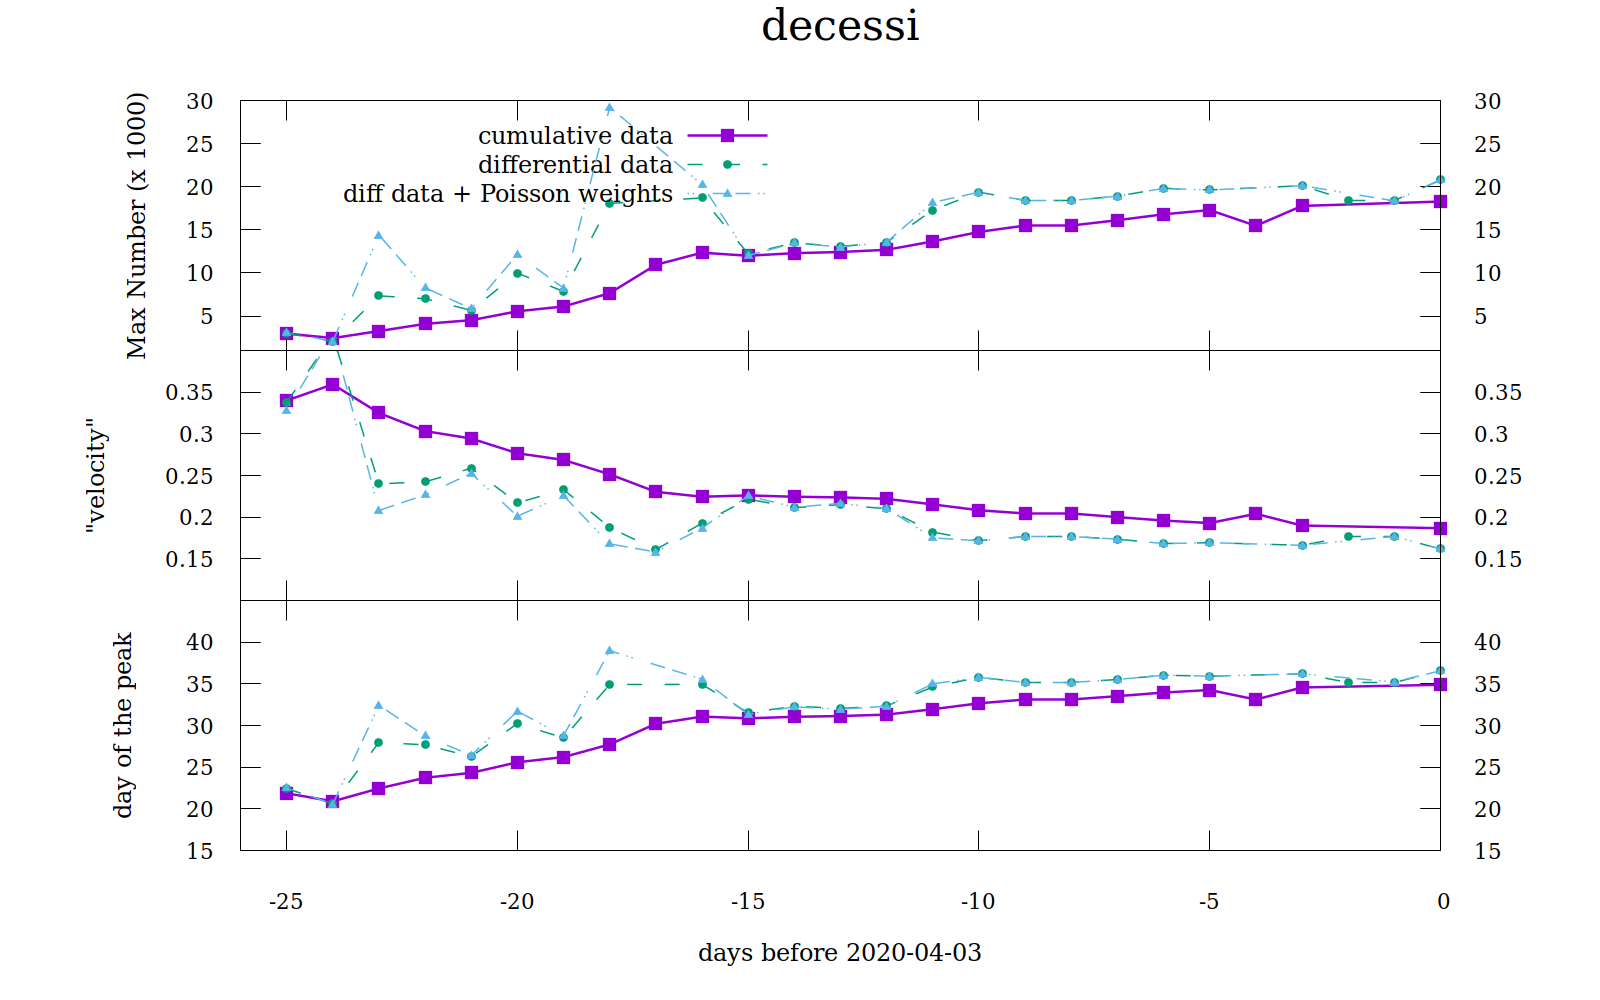 decessi
Max Number (x 1000)
30 30
25 25
20 20
15 15
10 10
5 5
cumulative data
differential data
diff data + Poisson weights
"velocity"
0.35 0.35
0.3 0.3
0.25 0.25
0.2 0.2
0.15 0.15
day of the peak
40 40
35 35
30 30
25 25
20 20
15 15
-25 -20 -15 -10 -5 0
days before 2020-04-03